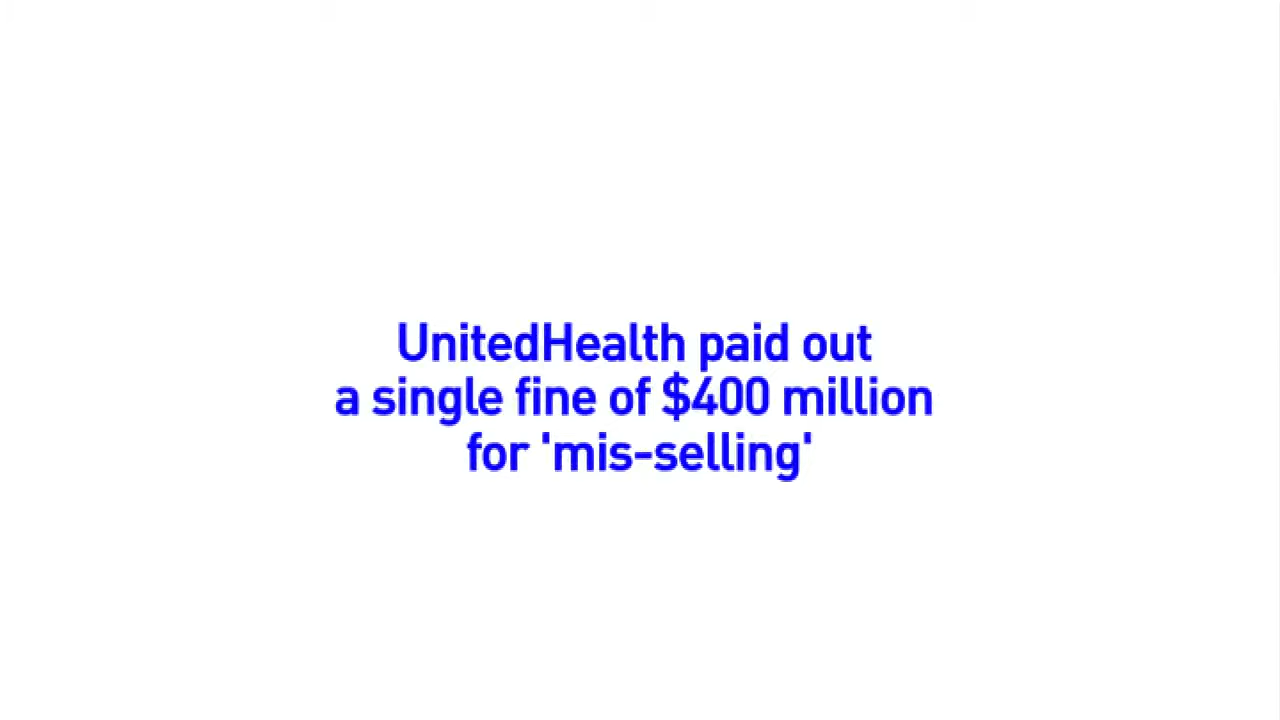 UnitedHealth paid out
a single fine of $400 million
for 'mis-selling'